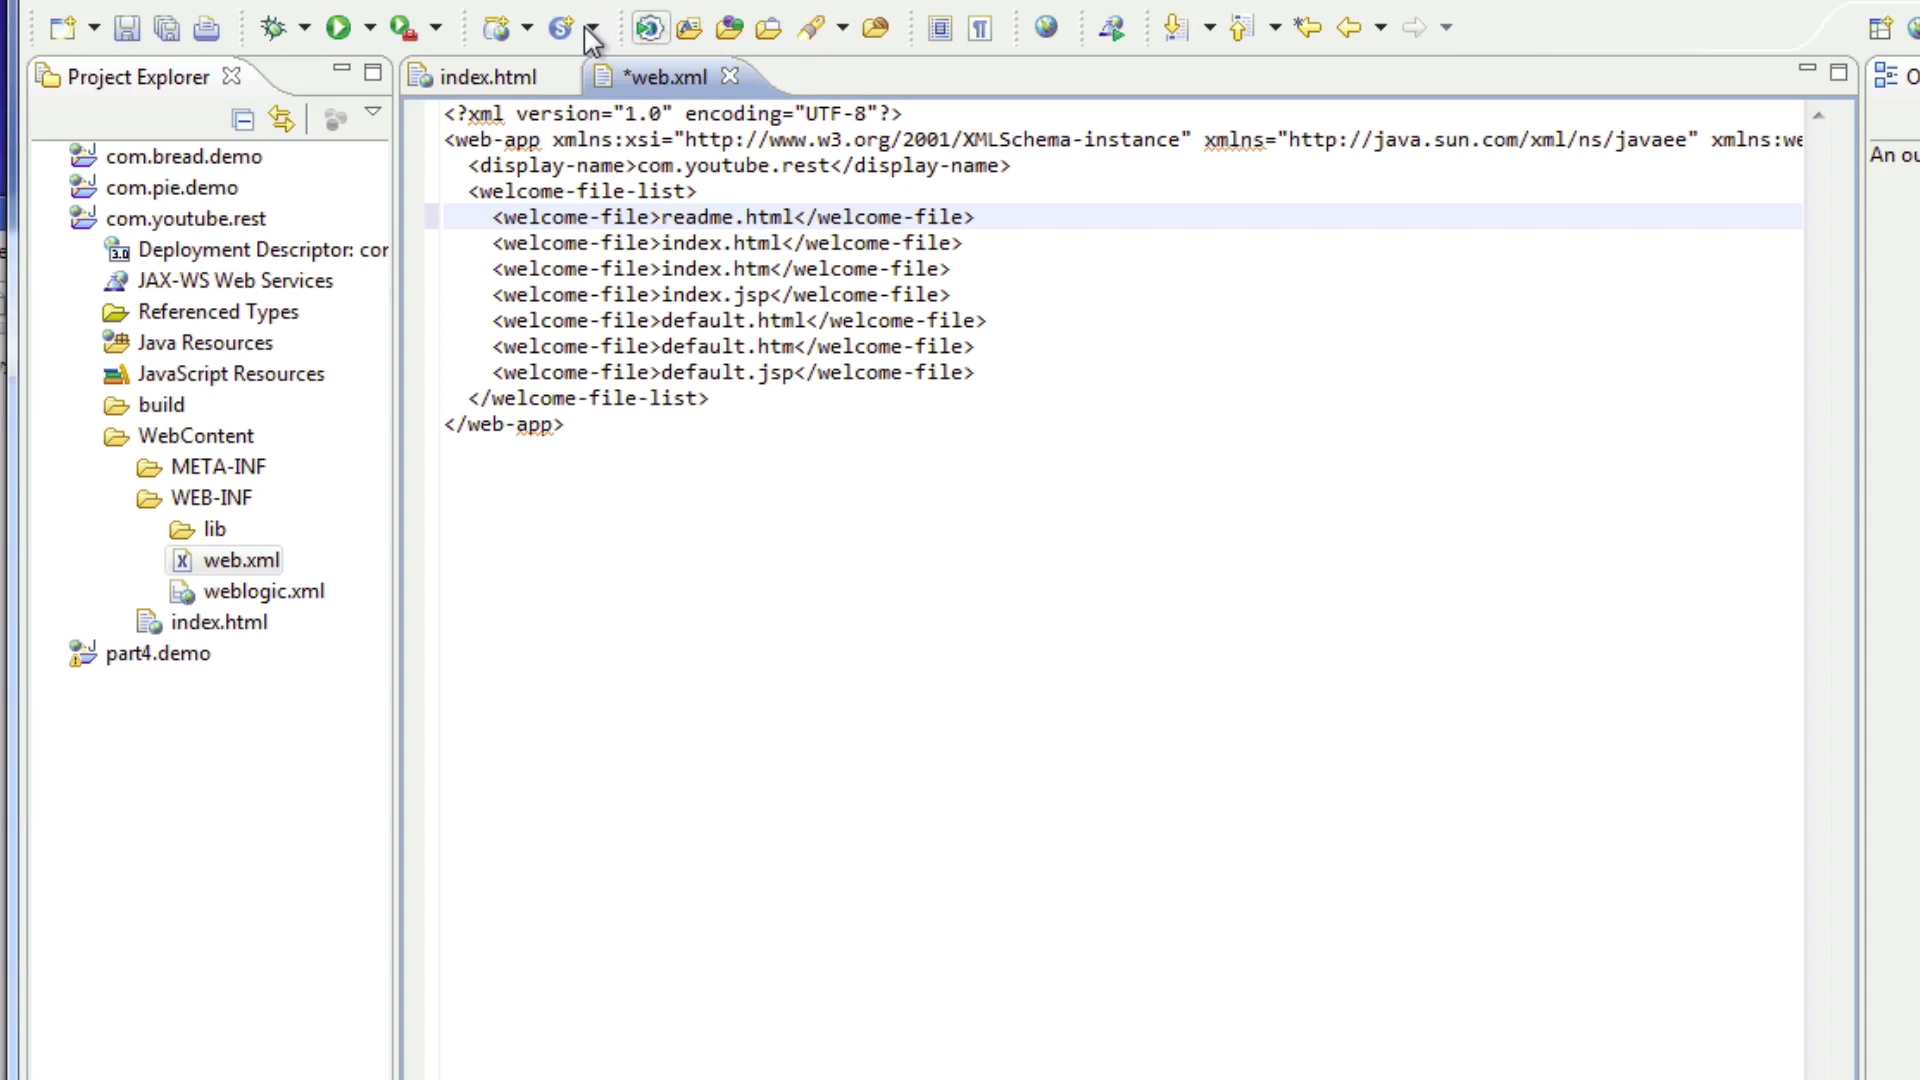 Project Explorer
index.html
*web.xml
O
An ou
com.bread.demo
com.pie.demo
com.youtube.rest
Deployment Descriptor: cor
JAX-WS Web Services
Referenced Types
Java Resources
JavaScript Resources
build
WebContent
META-INF
WEB-INF
lib
web.xml
weblogic.xml
index.html
part4.demo
<?xml version="1.0" encoding="UTF-8"?>
<web-app xmlns:xsi="http://www.w3.org/2001/XMLSchema-instance" xmlns="http://java.sun.com/xml/ns/javaee" xmlns:we
<display-name>com.youtube.rest</display-name>
<welcome-file-list>
<welcome-file>readme.html</welcome-file>
<welcome-file>index.html</welcome-file>
<welcome-file>index.htm</welcome-file>
<welcome-file>index.jsp</welcome-file>
<welcome-file>default.html</welcome-file>
<welcome-file>default.htm</welcome-file>
<welcome-file>default.jsp</welcome-file>
</welcome-file-list>
</web-app>